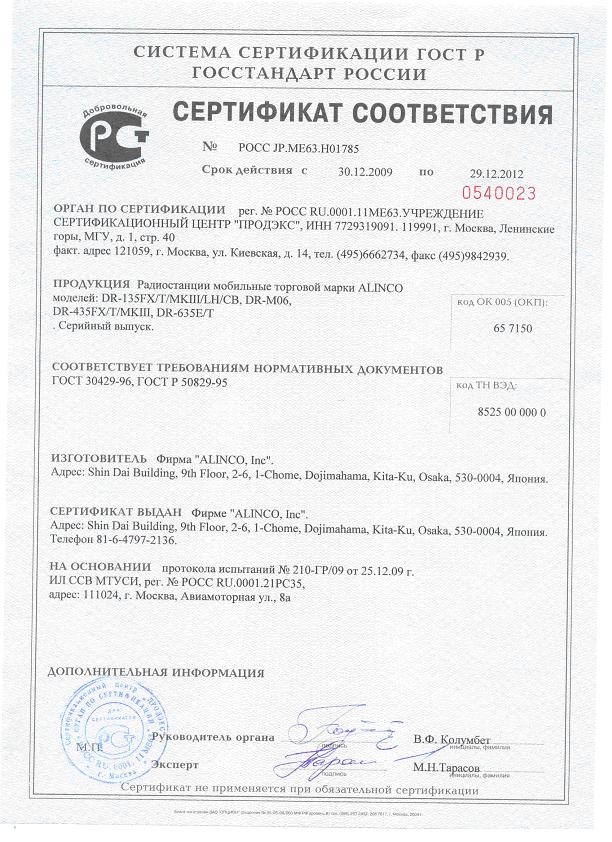 СИСТЕМА СЕРТИФИКАЦИИ ГОСТ Р
ГОССТАНДАРТ РОССИИ
Добровольная
РСТ
сертификация
СЕРТИФИКАТ СООТВЕТСТВИЯ
№ РОСС JP.ME63.H01785
Срок действия с 30.12.2009 по 29.12.2012
0540023
ОРГАН ПО СЕРТИФИКАЦИИ рег. № РОСС RU.0001.11МЕ63.УЧРЕЖДЕНИЕ
СЕРТИФИКАЦИОННЫЙ ЦЕНТР "ПРОДЭКС", ИНН 7729319091. 119991, г. Москва, Ленинские
горы, МГУ, д. 1, стр. 40
факт. адрес 121059, г. Москва, ул. Киевская, д. 14, тел. (495)6662734, факс (495)9842939.
ПРОДУКЦИЯ Радиостанции мобильные торговой марки ALINCO
моделей: DR-135FX/T/MKIII/LH/CB, DR-M06,
DR-435FX/T/MKIII, DR-635E/T
. Серийный выпуск.
код ОК 005 (ОКП):
65 7150
СООТВЕТСТВУЕТ ТРЕБОВАНИЯМ НОРМАТИВНЫХ ДОКУМЕНТОВ
ГОСТ 30429-96, ГОСТ Р 50829-95
код ТН ВЭД:
8525 00 000 0
ИЗГОТОВИТЕЛЬ Фирма "ALINCO, Inc".
Адрес: Shin Dai Building, 9th Floor, 2-6, 1-Chome, Dojimahama, Kita-Ku, Osaka, 530-0004, Япония.
СЕРТИФИКАТ ВЫДАН Фирме "ALINCO, Inc".
Адрес: Shin Dai Building, 9th Floor, 2-6, 1-Chome, Dojimahama, Kita-Ku, Osaka, 530-0004, Япония.
Телефон 81-6-4797-2136.
НА ОСНОВАНИИ протокола испытаний № 210-ГР/09 от 25.12.09 г.
ИЛ ССВ МТУСИ, рег. № РОСС RU.0001.21РС35,
адрес: 111024, г. Москва, Авиамоторная ул., 8а
ДОПОЛНИТЕЛЬНАЯ ИНФОРМАЦИЯ
Сертификационный центр "ПРОДЭКС"
ОРГАН ПО СЕРТИФИКАЦИИ
ДЛЯ
СЕРТИФИКАТОВ
РСТ
РОСС RU.0001.11МЕ63
г. Москва
М.П.
Руководитель органа
подпись
В.Ф. Колумбет
инициалы, фамилия
Эксперт
подпись
М.Н.Тарасов
инициалы, фамилия
Сертификат не применяется при обязательной сертификации